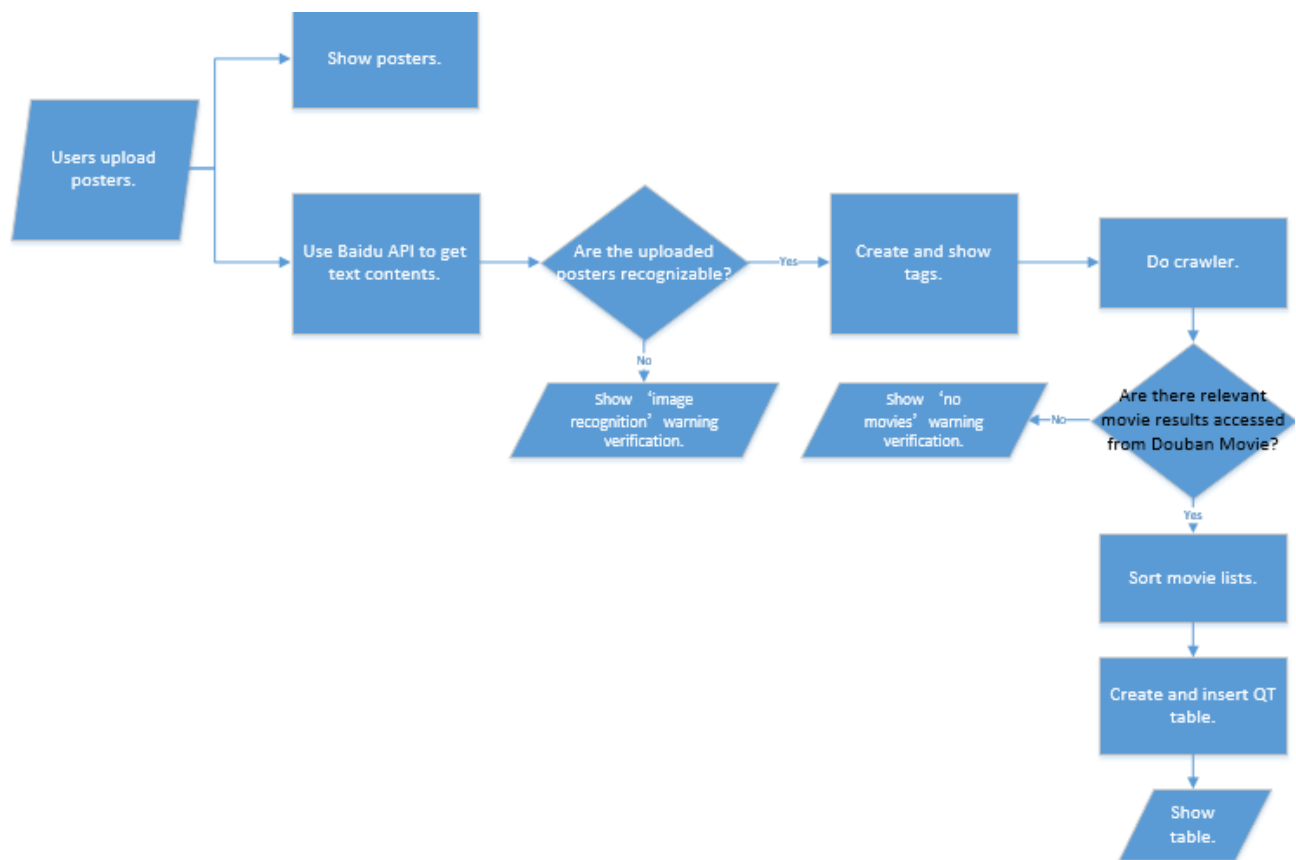 Show posters.
Users upload
posters.
Use Baidu API to get
text contents.
Are the uploaded
posters recognizable?
Yes
Create and show
tags.
Do crawler.
No
Show ‘image
recognition’ warning
verification.
Show ‘no
movies’ warning
verification.
No
Are there relevant
movie results accessed
from Douban Movie?
Yes
Sort movie lists.
Create and insert QT
table.
Show
table.